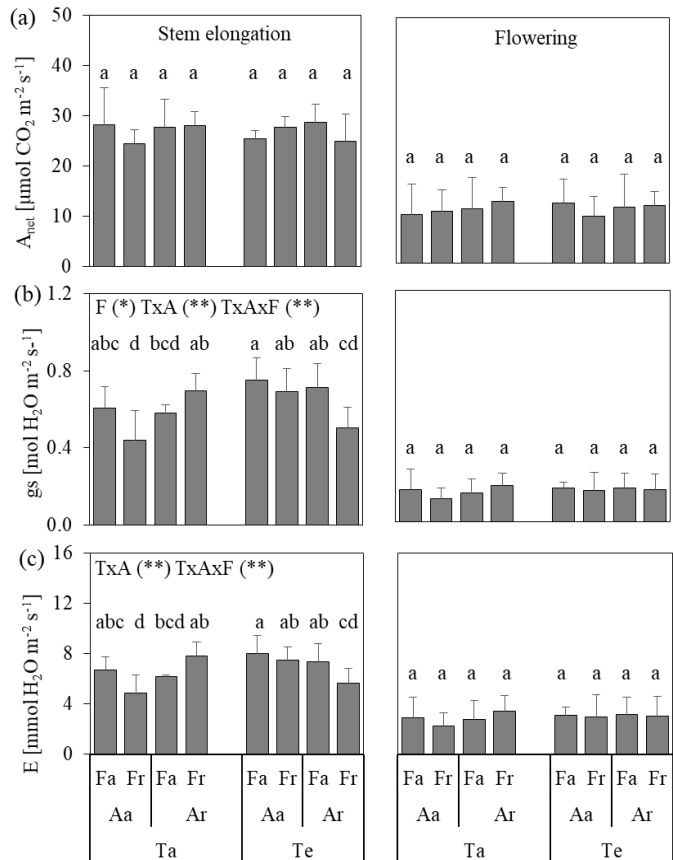 (a)
50
40
30
20
10
0
A_net [µmol CO₂ m⁻² s⁻¹]
Stem elongation
a a a a a a a a
Flowering
a a a a a a a a
(b)
1.2
0.8
0.4
0.0
gs [mol H₂O m⁻² s-¹]
F (*) TxA (**) TxAxF (**)
abc d bcd ab a ab ab cd
a a a a a a a a
(c)
16
12
8
4
0
E [mmol H₂O m⁻² s⁻¹]
TxA (**) TxAxF (**)
abc d bcd ab a ab ab cd
a a a a a a a a
Fa Fr Fa Fr Fa Fr Fa Fr
Aa Ar Aa Ar
Ta Te
Fa Fr Fa Fr Fa Fr Fa Fr
Aa Ar Aa Ar
Ta Te